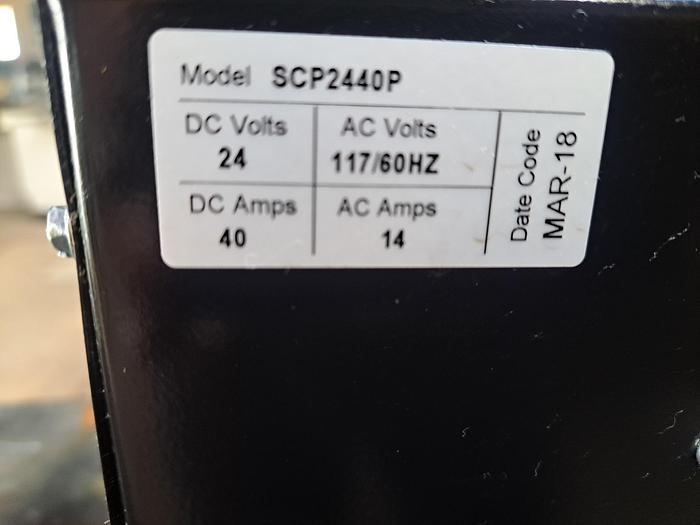 Model SCP2440P
DC Volts
24
AC Volts
117/60HZ
DC Amps
40
AC Amps
14
Date Code
MAR-18